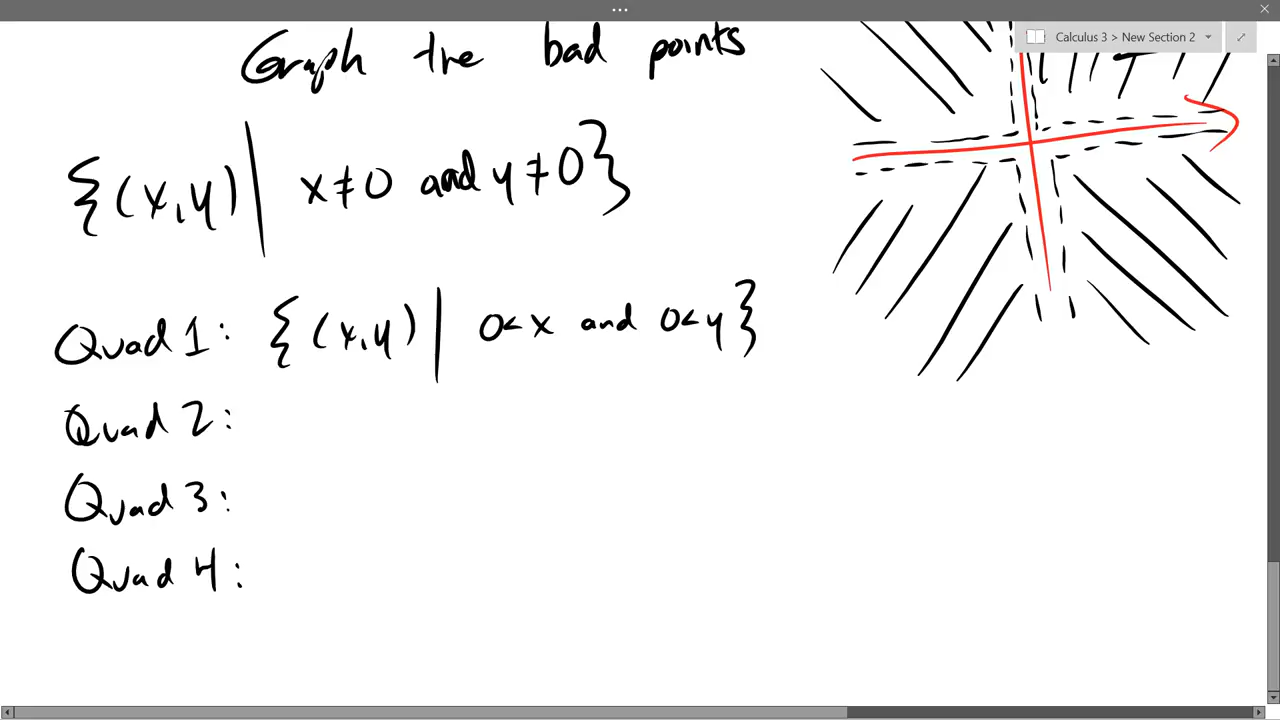 Calculus 3 > New Section 2
Graph the bad points
{(x,y)| x≠0 and y≠0}
Quad 1: {(x,y)| 0<x and 0<y}
Quad 2:
Quad 3:
Quad 4: